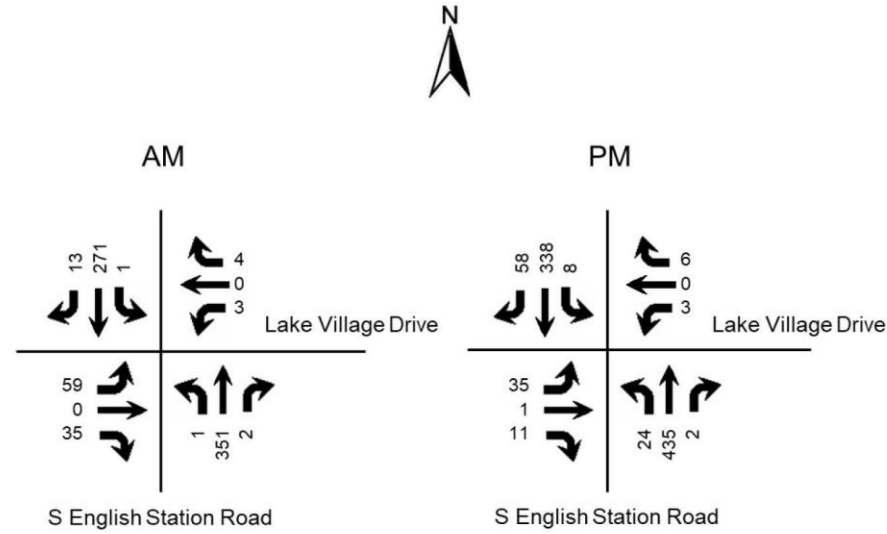 N
AM
13 271 1
4
0
3
Lake Village Drive
59
0
35
1 351 2
S English Station Road
PM
58 338 8
6
0
3
Lake Village Drive
35
1
11
24 435 2
S English Station Road